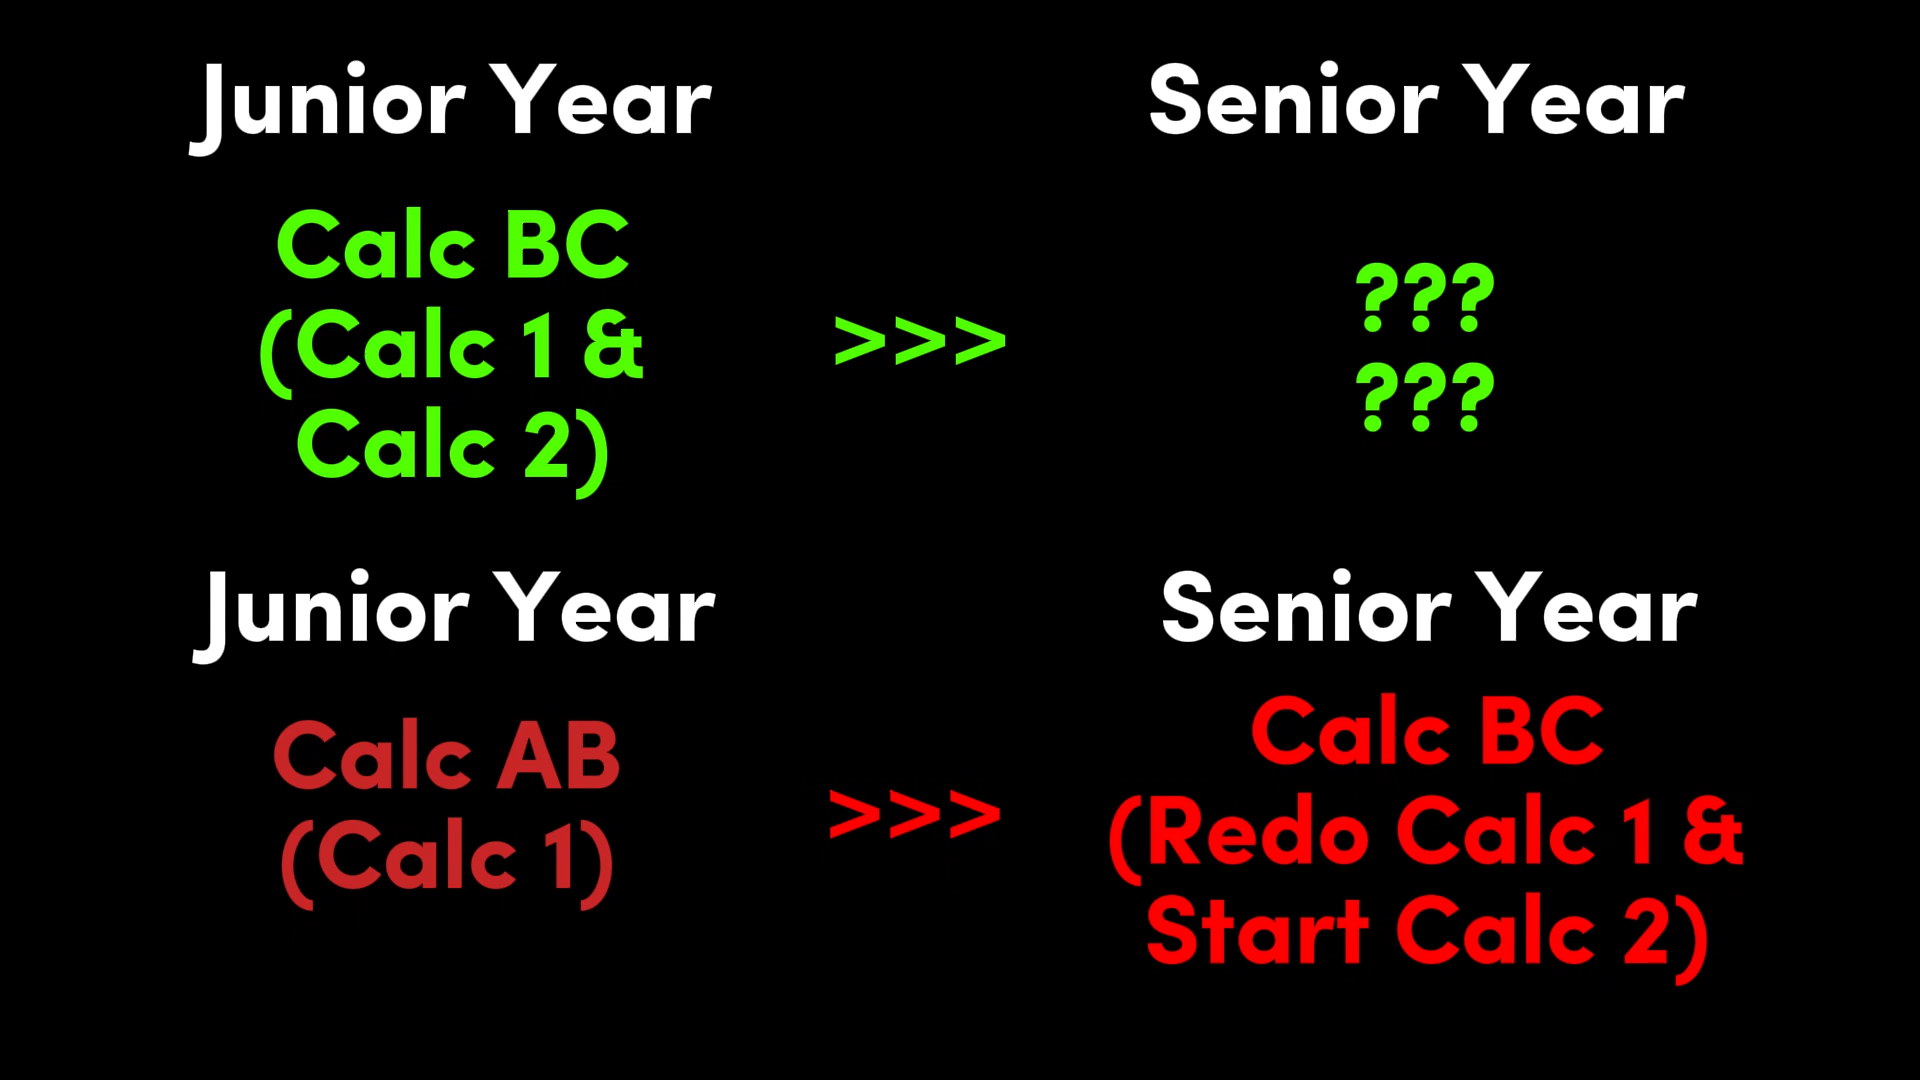 Junior Year
Senior Year
Calc BC
(Calc 1 &
Calc 2)
>>>
???
???
Junior Year
Senior Year
Calc AB
(Calc 1)
>>>
Calc BC
(Redo Calc 1 &
Start Calc 2)